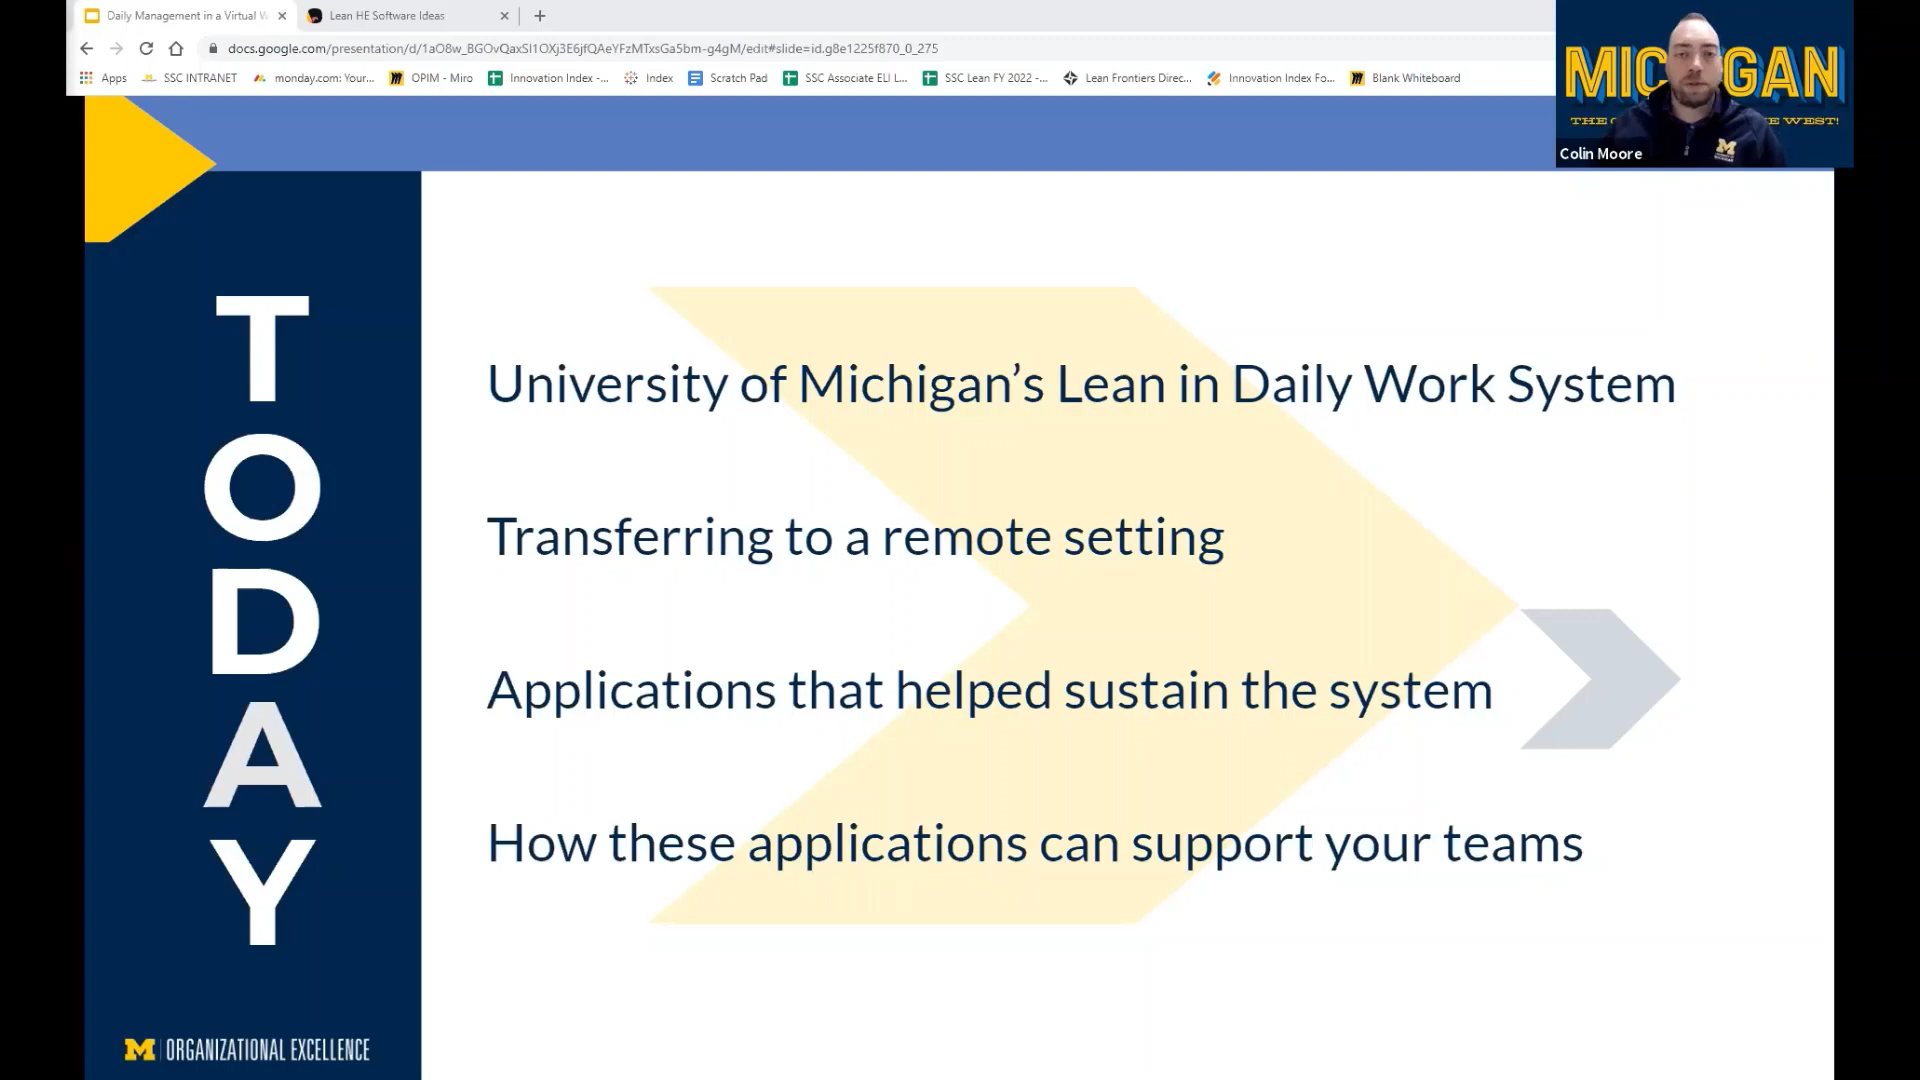 Daily Management in a Virtual W
Lean HE Software Ideas
docs.google.com/presentation/d/1aO8w_BGOvQaxSI1OXj3E6jfQAeYFzMTxsGa5bm-g4gM/edit#slide=id.g8e1225f870_0_275
Apps
SSC INTRANET
monday.com: Your...
OPIM - Miro
Innovation Index -...
Index
Scratch Pad
SSC Associate ELI L...
SSC Lean FY 2022 -...
Lean Frontiers Direc...
Innovation Index Fo...
Blank Whiteboard
Colin Moore
TODAY
University of Michigan’s Lean in Daily Work System
Transferring to a remote setting
Applications that helped sustain the system
How these applications can support your teams
M ORGANIZATIONAL EXCELLENCE